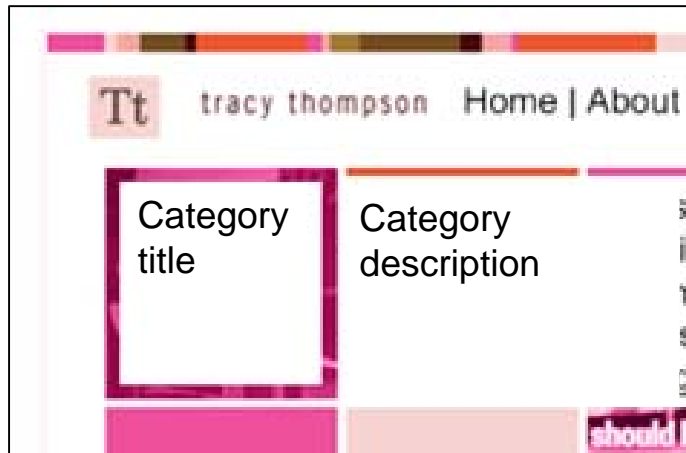 Tt
tracy thompson Home | About
Category
title
Category
description
should